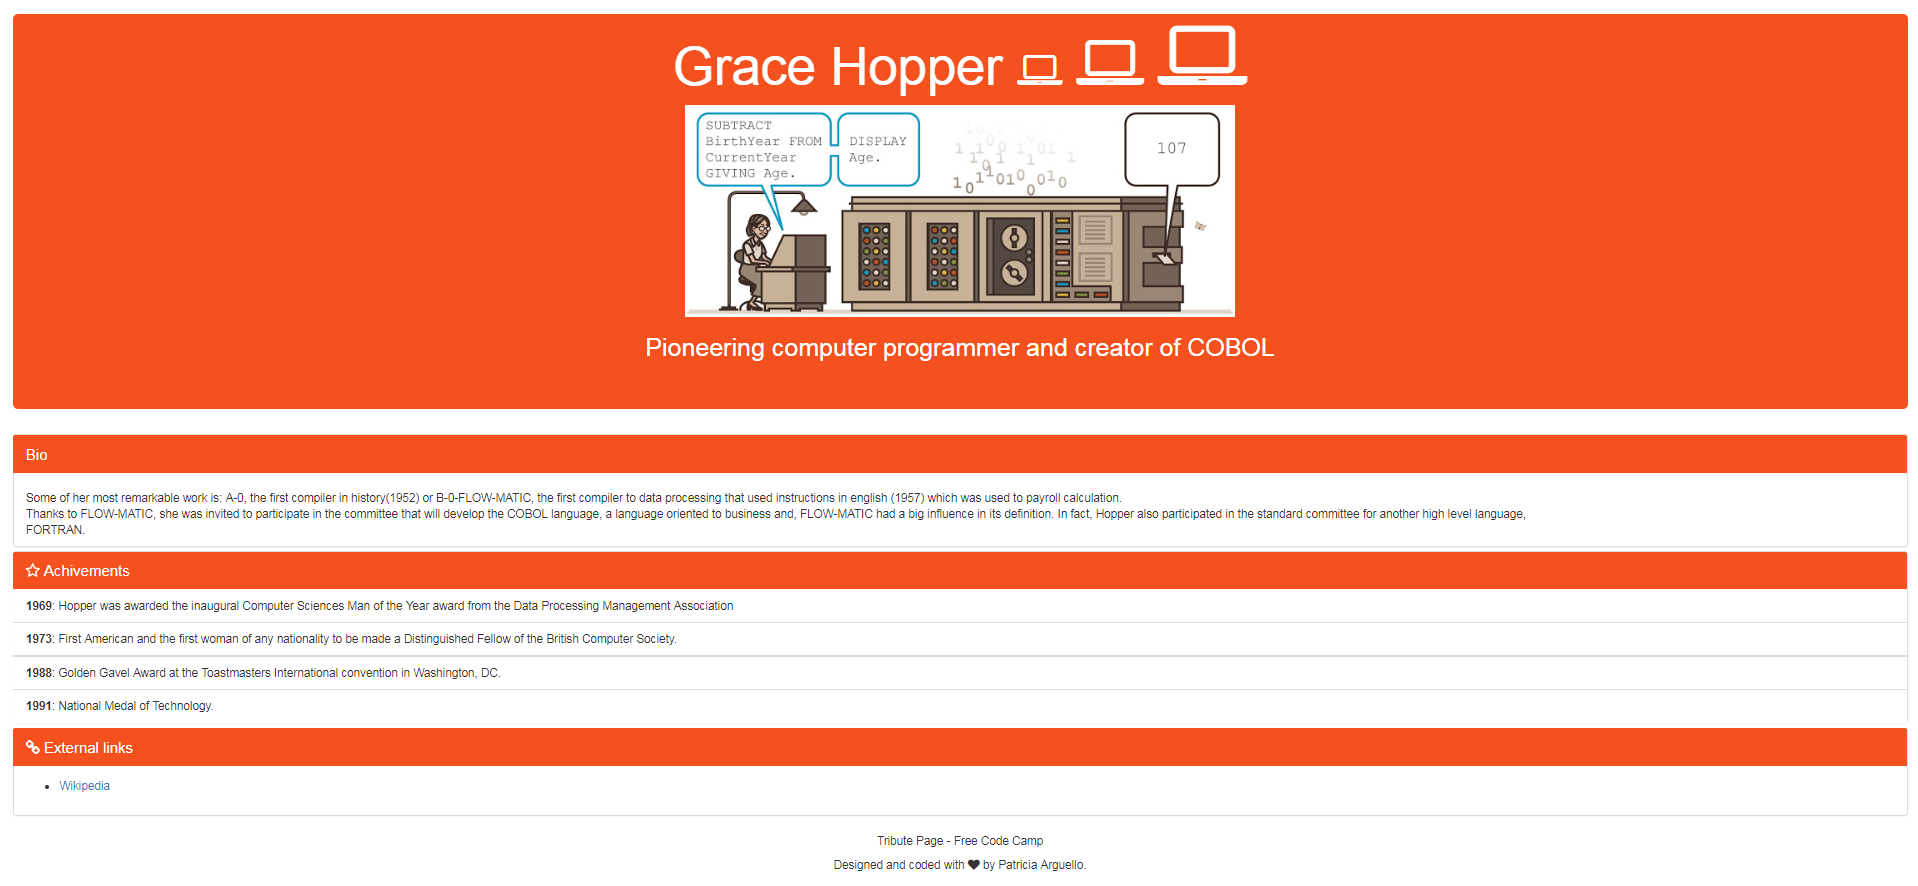 Grace Hopper
SUBTRACT
BirthYear FROM
CurrentYear
GIVING Age.
DISPLAY
Age.
107
Pioneering computer programmer and creator of COBOL
Bio
Some of her most remarkable work is: A-0, the first compiler in history(1952) or B-0-FLOW-MATIC, the first compiler to data processing that used instructions in english (1957) which was used to payroll calculation.
Thanks to FLOW-MATIC, she was invited to participate in the committee that will develop the COBOL language, a language oriented to business and, FLOW-MATIC had a big influence in its definition. In fact, Hopper also participated in the standard committee for another high level language,
FORTRAN.
Achivements
1969: Hopper was awarded the inaugural Computer Sciences Man of the Year award from the Data Processing Management Association
1973: First American and the first woman of any nationality to be made a Distinguished Fellow of the British Computer Society.
1988: Golden Gavel Award at the Toastmasters International convention in Washington, DC.
1991: National Medal of Technology.
External links
• Wikipedia
Tribute Page - Free Code Camp
Designed and coded with ♥ by Patricia Arguello.